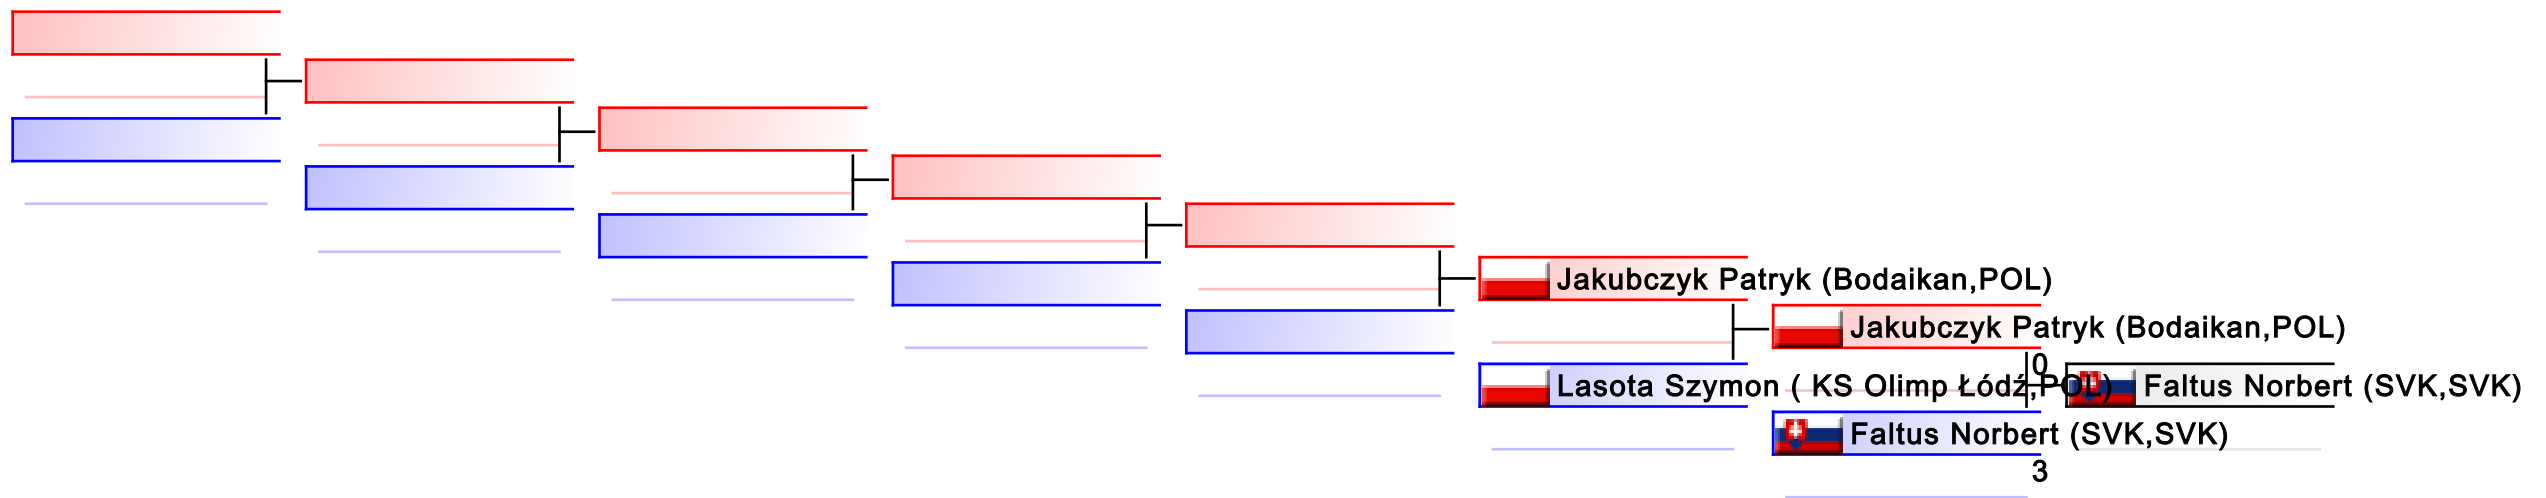 Jakubczyk Patryk (Bodaikan,POL)
Jakubczyk Patryk (Bodaikan,POL)
0
Lasota Szymon ( KS Olimp Łódź,POL)
Faltus Norbert (SVK,SVK)
Faltus Norbert (SVK,SVK)
3